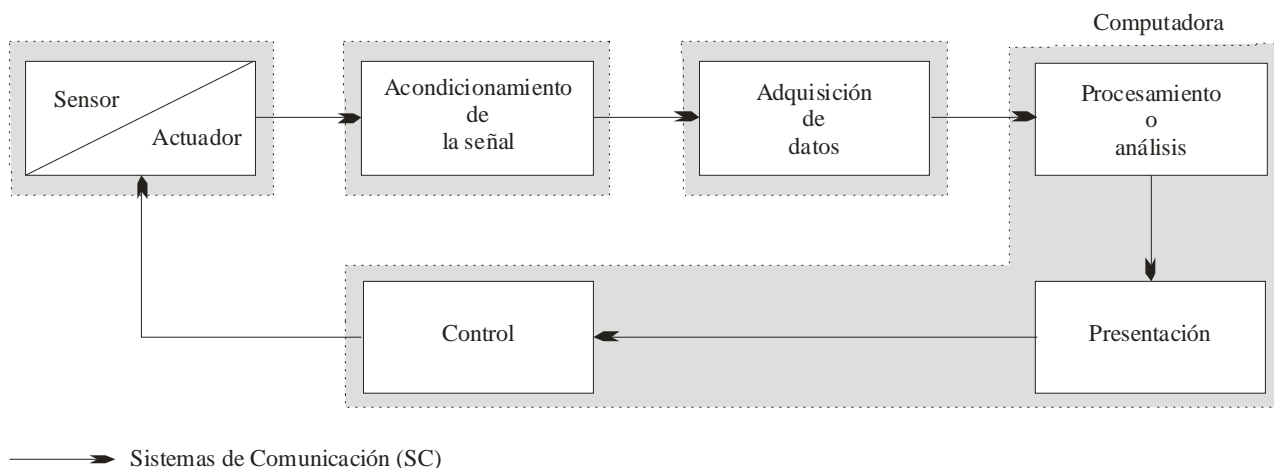 Computadora
Sensor
Actuador
Acondicionamiento
de
la señal
Adquisición
de
datos
Procesamiento
o
análisis
Control
Presentación
Sistemas de Comunicación (SC)